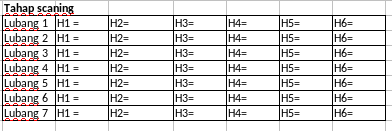 Tahap scaning
Lubang 1 H1 = H2= H3= H4= H5= H6=
Lubang 2 H1 = H2= H3= H4= H5= H6=
Lubang 3 H1 = H2= H3= H4= H5= H6=
Lubang 4 H1 = H2= H3= H4= H5= H6=
Lubang 5 H1 = H2= H3= H4= H5= H6=
Lubang 6 H1 = H2= H3= H4= H5= H6=
Lubang 7 H1 = H2= H3= H4= H5= H6=